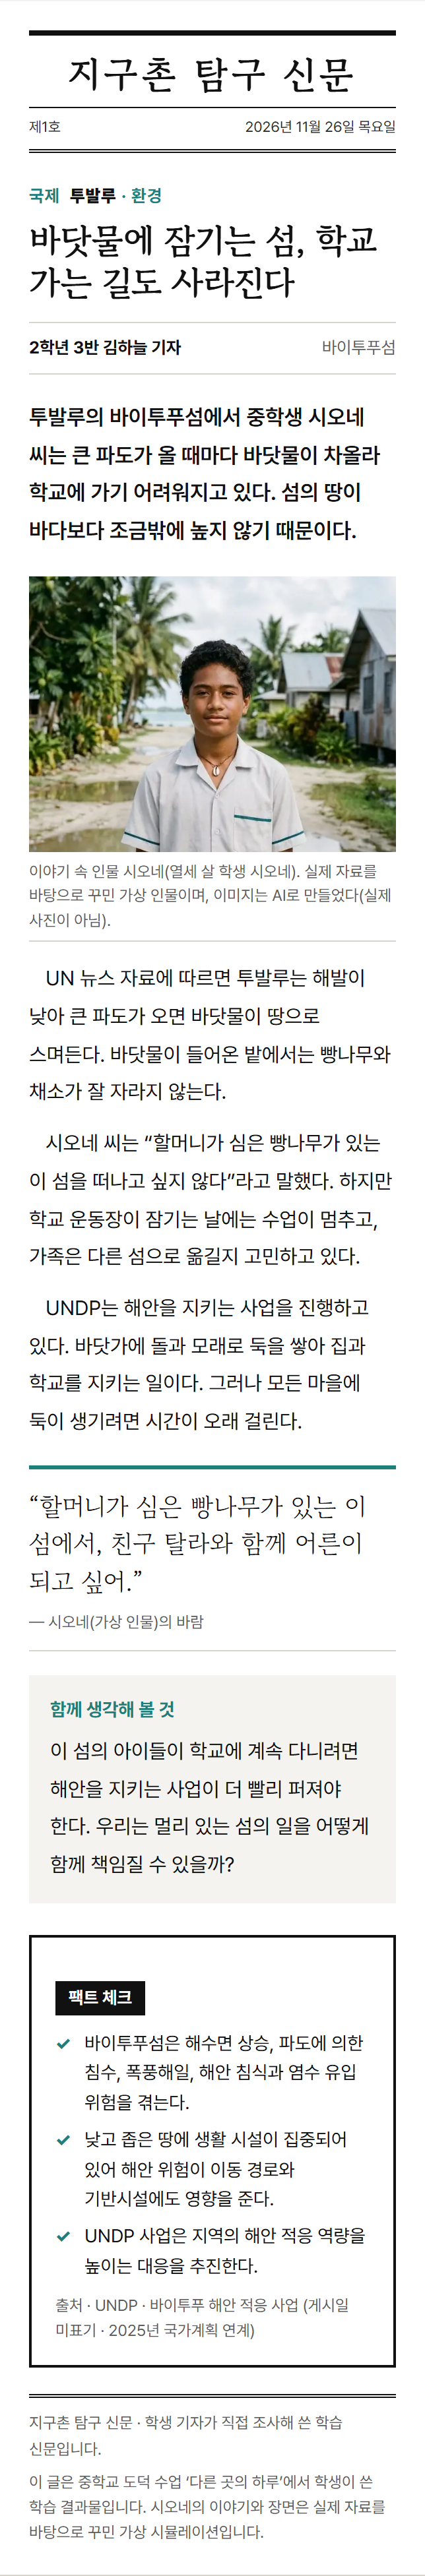 지구촌 탐구 신문
제1호 2026년 11월 26일 목요일
국제 투발루 · 환경
바닷물에 잠기는 섬, 학교
가는 길도 사라진다
2학년 3반 김하늘 기자 바이투푸섬
투발루의 바이투푸섬에서 중학생 시오네
씨는 큰 파도가 올 때마다 바닷물이 차올라
학교에 가기 어려워지고 있다. 섬의 땅이
바다보다 조금밖에 높지 않기 때문이다.
이야기 속 인물 시오네(열세 살 학생 시오네). 실제 자료를
바탕으로 꾸민 가상 인물이며, 이미지는 AI로 만들었다(실제
사진이 아님).
UN 뉴스 자료에 따르면 투발루는 해발이
낮아 큰 파도가 오면 바닷물이 땅으로
스며든다. 바닷물이 들어온 밭에서는 빵나무와
채소가 잘 자라지 않는다.
시오네 씨는 “할머니가 심은 빵나무가 있는
이 섬을 떠나고 싶지 않다”라고 말했다. 하지만
학교 운동장이 잠기는 날에는 수업이 멈추고,
가족은 다른 섬으로 옮길지 고민하고 있다.
UNDP는 해안을 지키는 사업을 진행하고
있다. 바닷가에 돌과 모래로 둑을 쌓아 집과
학교를 지키는 일이다. 그러나 모든 마을에
둑이 생기려면 시간이 오래 걸린다.
“할머니가 심은 빵나무가 있는 이
섬에서, 친구 탈라와 함께 어른이
되고 싶어.”
— 시오네(가상 인물)의 바람
함께 생각해 볼 것
이 섬의 아이들이 학교에 계속 다니려면
해안을 지키는 사업이 더 빨리 퍼져야
한다. 우리는 멀리 있는 섬의 일을 어떻게
함께 책임질 수 있을까?
팩트 체크
바이투푸섬은 해수면 상승, 파도에 의한
침수, 폭풍해일, 해안 침식과 염수 유입
위험을 겪는다.
낮고 좁은 땅에 생활 시설이 집중되어
있어 해안 위험이 이동 경로와
기반시설에도 영향을 준다.
UNDP 사업은 지역의 해안 적응 역량을
높이는 대응을 추진한다.
출처 · UNDP · 바이투푸 해안 적응 사업 (게시일
미표기 · 2025년 국가계획 연계)
지구촌 탐구 신문 · 학생 기자가 직접 조사해 쓴 학습
신문입니다.
이 글은 중학교 도덕 수업 ‘다른 곳의 하루’에서 학생이 쓴
학습 결과물입니다. 시오네의 이야기와 장면은 실제 자료를
바탕으로 꾸민 가상 시뮬레이션입니다.